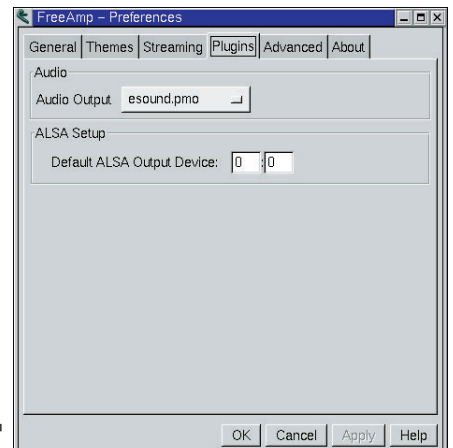 FreeAmp – Preferences
General Themes Streaming Plugins Advanced About
Audio
Audio Output esound.pmo
ALSA Setup
Default ALSA Output Device: 0 : 0
OK Cancel Apply Help